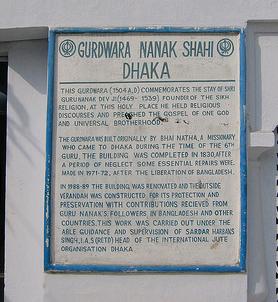 GURDWARA NANAK SHAHI
DHAKA
THIS GURDWARA (1504 A.D) COMMEMORATES THE STAY OF SHRI
GURU NANAK DEV JI (1469-1539) FOUNDER OF THE SIKH
RELIGION, AT THIS HOLY PLACE HE HELD RELIGIOUS
DISCOURSES AND PREACHED THE GOSPEL OF ONE GOD
AND UNIVERSAL BROTHERHOOD
THE GURDWARA WAS BUILT ORIGINALLY BY BHAI NATHA, A MISSIONARY
WHO CAME TO DHAKA DURING THE TIME OF THE 6TH
GURU, THE BUILDING WAS COMPLETED IN 1830, AFTER
A PERIOD OF NEGLECT SOME ESSENTIAL REPAIRS WERE
MADE IN 1971-72, AFTER THE LIBERATION OF BANGLADESH.
IN 1988-89 THE BUILDING WAS RENOVATED AND THE OUTSIDE
VERANDAH WAS CONSTRUCTED FOR ITS PROTECTION AND
PRESERVATION WITH CONTRIBUTIONS RECIEVED FROM
GURU NANAK'S FOLLOWERS IN BANGLADESH AND OTHER
COUNTRIES, THIS WORK WAS CARRIED OUT UNDER THE
ABLE GUIDANCE AND SUPERVISION OF SARDAR HARBANS
SINGH, I.A.S (RETD) HEAD OF THE INTERNATIONAL JUTE
ORGANISATION DHAKA.